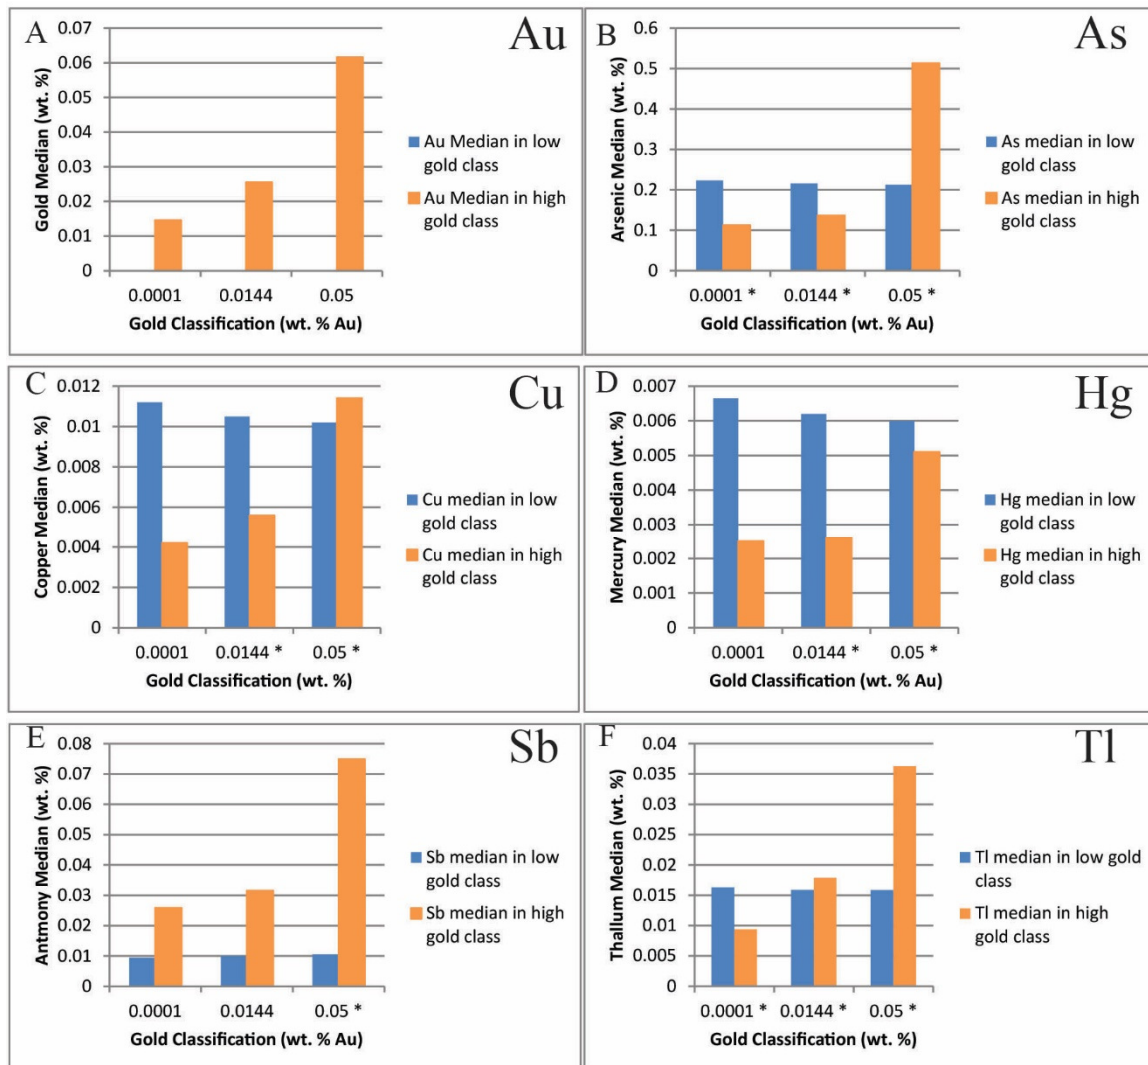 A
Au
0.07
0.06
0.05
0.04
0.03
0.02
0.01
0
Gold Median (wt. %)
0.0001 0.0144 0.05
Gold Classification (wt. % Au)
Au Median in low
gold class
Au Median in high
gold class
B
As
0.6
0.5
0.4
0.3
0.2
0.1
0
Arsenic Median (wt. %)
0.0001 * 0.0144 * 0.05 *
Gold Classification (wt. % Au)
As median in low
gold class
As median in high
gold class
C
Cu
0.012
0.01
0.008
0.006
0.004
0.002
0
Copper Median (wt. %)
0.0001 0.0144 * 0.05 *
Gold Classification (wt. %)
Cu median in low
gold class
Cu median in high
gold class
D
Hg
0.007
0.006
0.005
0.004
0.003
0.002
0.001
0
Mercury Median (wt. %)
0.0001 0.0144 * 0.05 *
Gold Classification (wt. % Au)
Hg median in low
gold class
Hg median in high
gold class
E
Sb
0.08
0.07
0.06
0.05
0.04
0.03
0.02
0.01
0
Antmony Median (wt. %)
0.0001 0.0144 0.05 *
Gold Classification (wt. % Au)
Sb median in low
gold class
Sb median in high
gold class
F
Tl
0.04
0.035
0.03
0.025
0.02
0.015
0.01
0.005
0
Thallum Median (wt. %)
0.0001 * 0.0144 * 0.05 *
Gold Classification (wt. %)
Tl median in low gold
class
Tl median in high
gold class